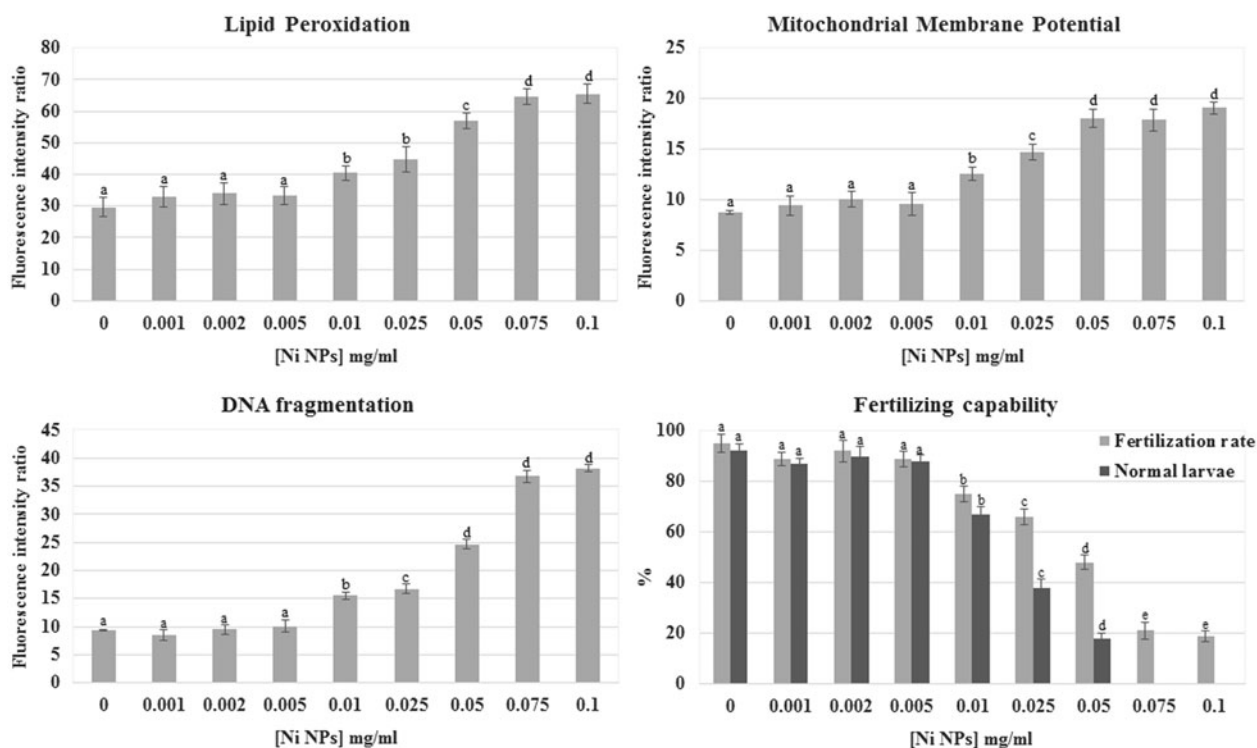 Lipid Peroxidation
Fluorescence intensity ratio
80
70
60
50
40
30
20
10
0
a a a a b b c d d
0 0.001 0.002 0.005 0.01 0.025 0.05 0.075 0.1
[Ni NPs] mg/ml
Mitochondrial Membrane Potential
Fluorescence intensity ratio
25
20
15
10
5
0
a a a a b c d d d
0 0.001 0.002 0.005 0.01 0.025 0.05 0.075 0.1
[Ni NPs] mg/ml
DNA fragmentation
Fluorescence intensity ratio
45
40
35
30
25
20
15
10
5
0
a a a a b c d d d
0 0.001 0.002 0.005 0.01 0.025 0.05 0.075 0.1
[Ni NPs] mg/ml
Fertilizing capability
%
100
80
60
40
20
0
a a a a a a a a b b c c d d e e
Fertilization rate
Normal larvae
0 0.001 0.002 0.005 0.01 0.025 0.05 0.075 0.1
[Ni NPs] mg/ml